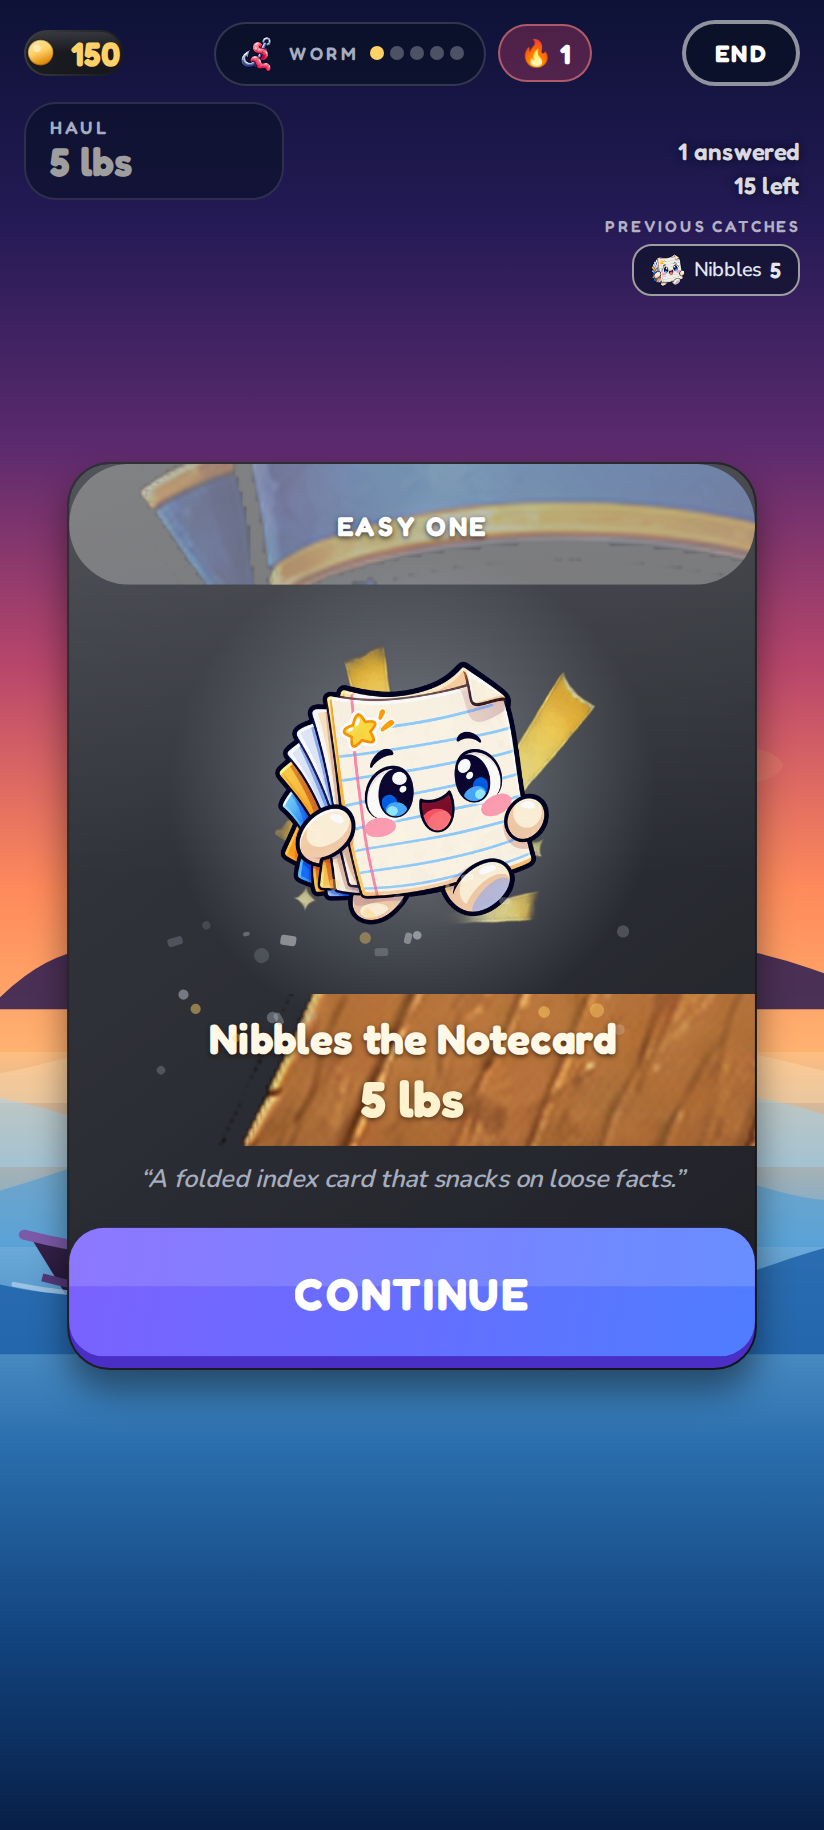 150
WORM
1
END
HAUL
5 lbs
1 answered
15 left
PREVIOUS CATCHES
Nibbles 5
EASY ONE
Nibbles the Notecard
5 lbs
“A folded index card that snacks on loose facts.”
CONTINUE